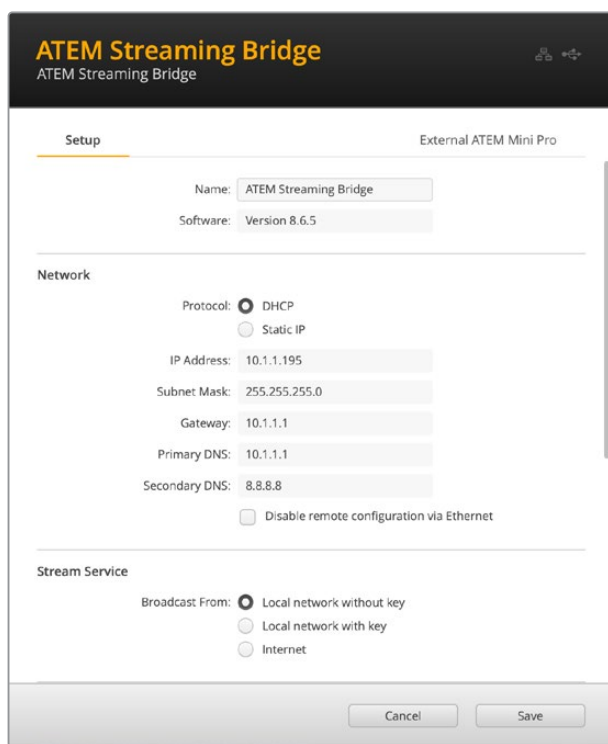 ATEM Streaming Bridge
ATEM Streaming Bridge
Setup External ATEM Mini Pro
Name: ATEM Streaming Bridge
Software: Version 8.6.5
Network
Protocol: DHCP
Static IP
IP Address: 10.1.1.195
Subnet Mask: 255.255.255.0
Gateway: 10.1.1.1
Primary DNS: 10.1.1.1
Secondary DNS: 8.8.8.8
Disable remote configuration via Ethernet
Stream Service
Broadcast From: Local network without key
Local network with key
Internet
Cancel Save